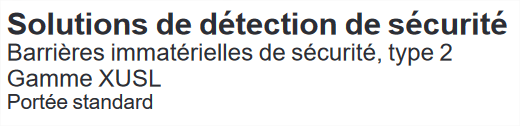 Solutions de détection de sécurité
Barrières immatérielles de sécurité, type 2
Gamme XUSL
Portée standard